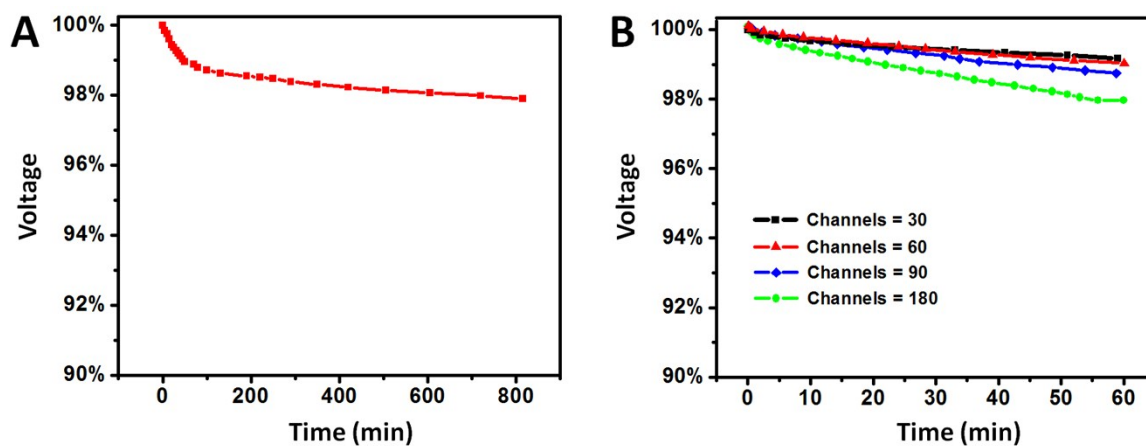 A
100%
98%
96%
94%
92%
90%
Voltage
0 200 400 600 800
Time (min)
B
100%
98%
96%
94%
92%
90%
Voltage
Channels = 30
Channels = 60
Channels = 90
Channels = 180
0 10 20 30 40 50 60
Time (min)